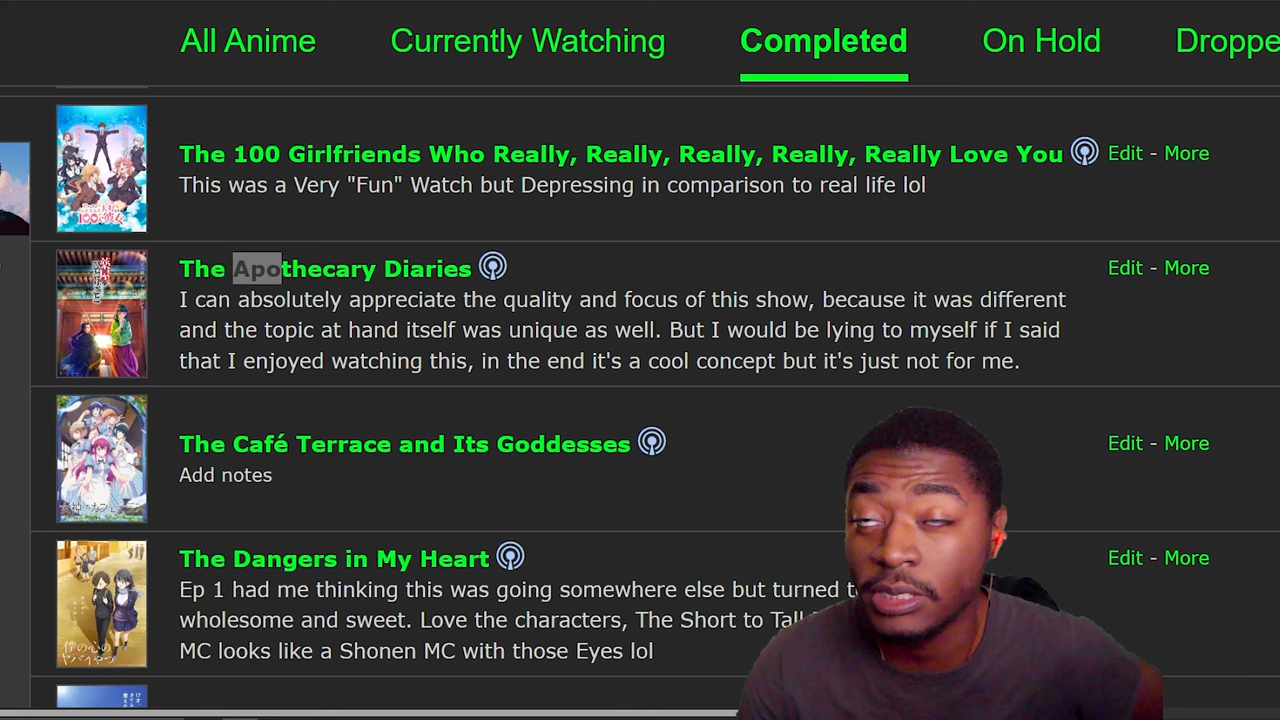 All Anime Currently Watching Completed On Hold Droppe
The 100 Girlfriends Who Really, Really, Really, Really, Really Love You Edit - More
This was a Very "Fun" Watch but Depressing in comparison to real life lol
The Apothecary Diaries Edit - More
I can absolutely appreciate the quality and focus of this show, because it was different
and the topic at hand itself was unique as well. But I would be lying to myself if I said
that I enjoyed watching this, in the end it's a cool concept but it's just not for me.
The Café Terrace and Its Goddesses Edit - More
Add notes
The Dangers in My Heart Edit - More
Ep 1 had me thinking this was going somewhere else but turned
wholesome and sweet. Love the characters, The Short to Tall
MC looks like a Shonen MC with those Eyes lol